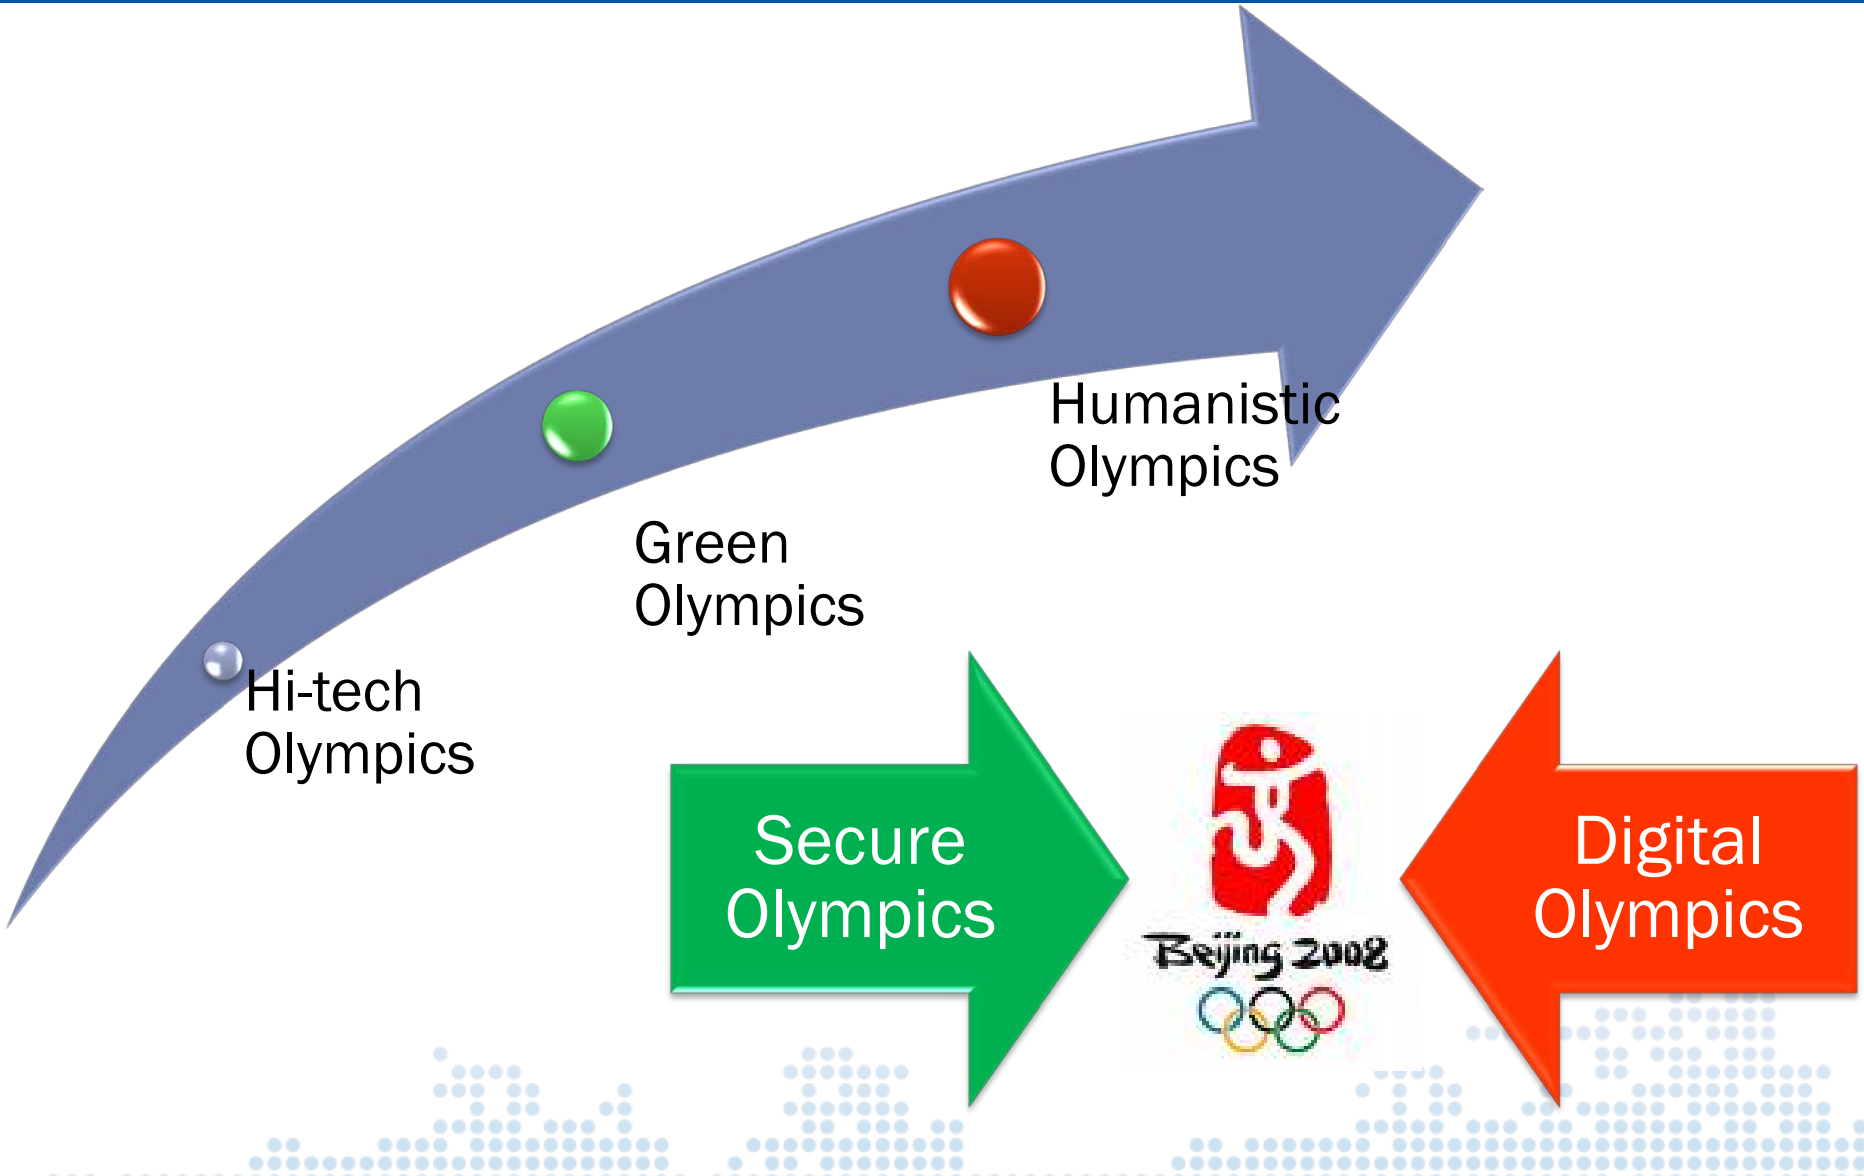 Humanistic
Olympics
Green
Olympics
Hi-tech
Olympics
Secure
Olympics
Beijing 2008
Digital
Olympics